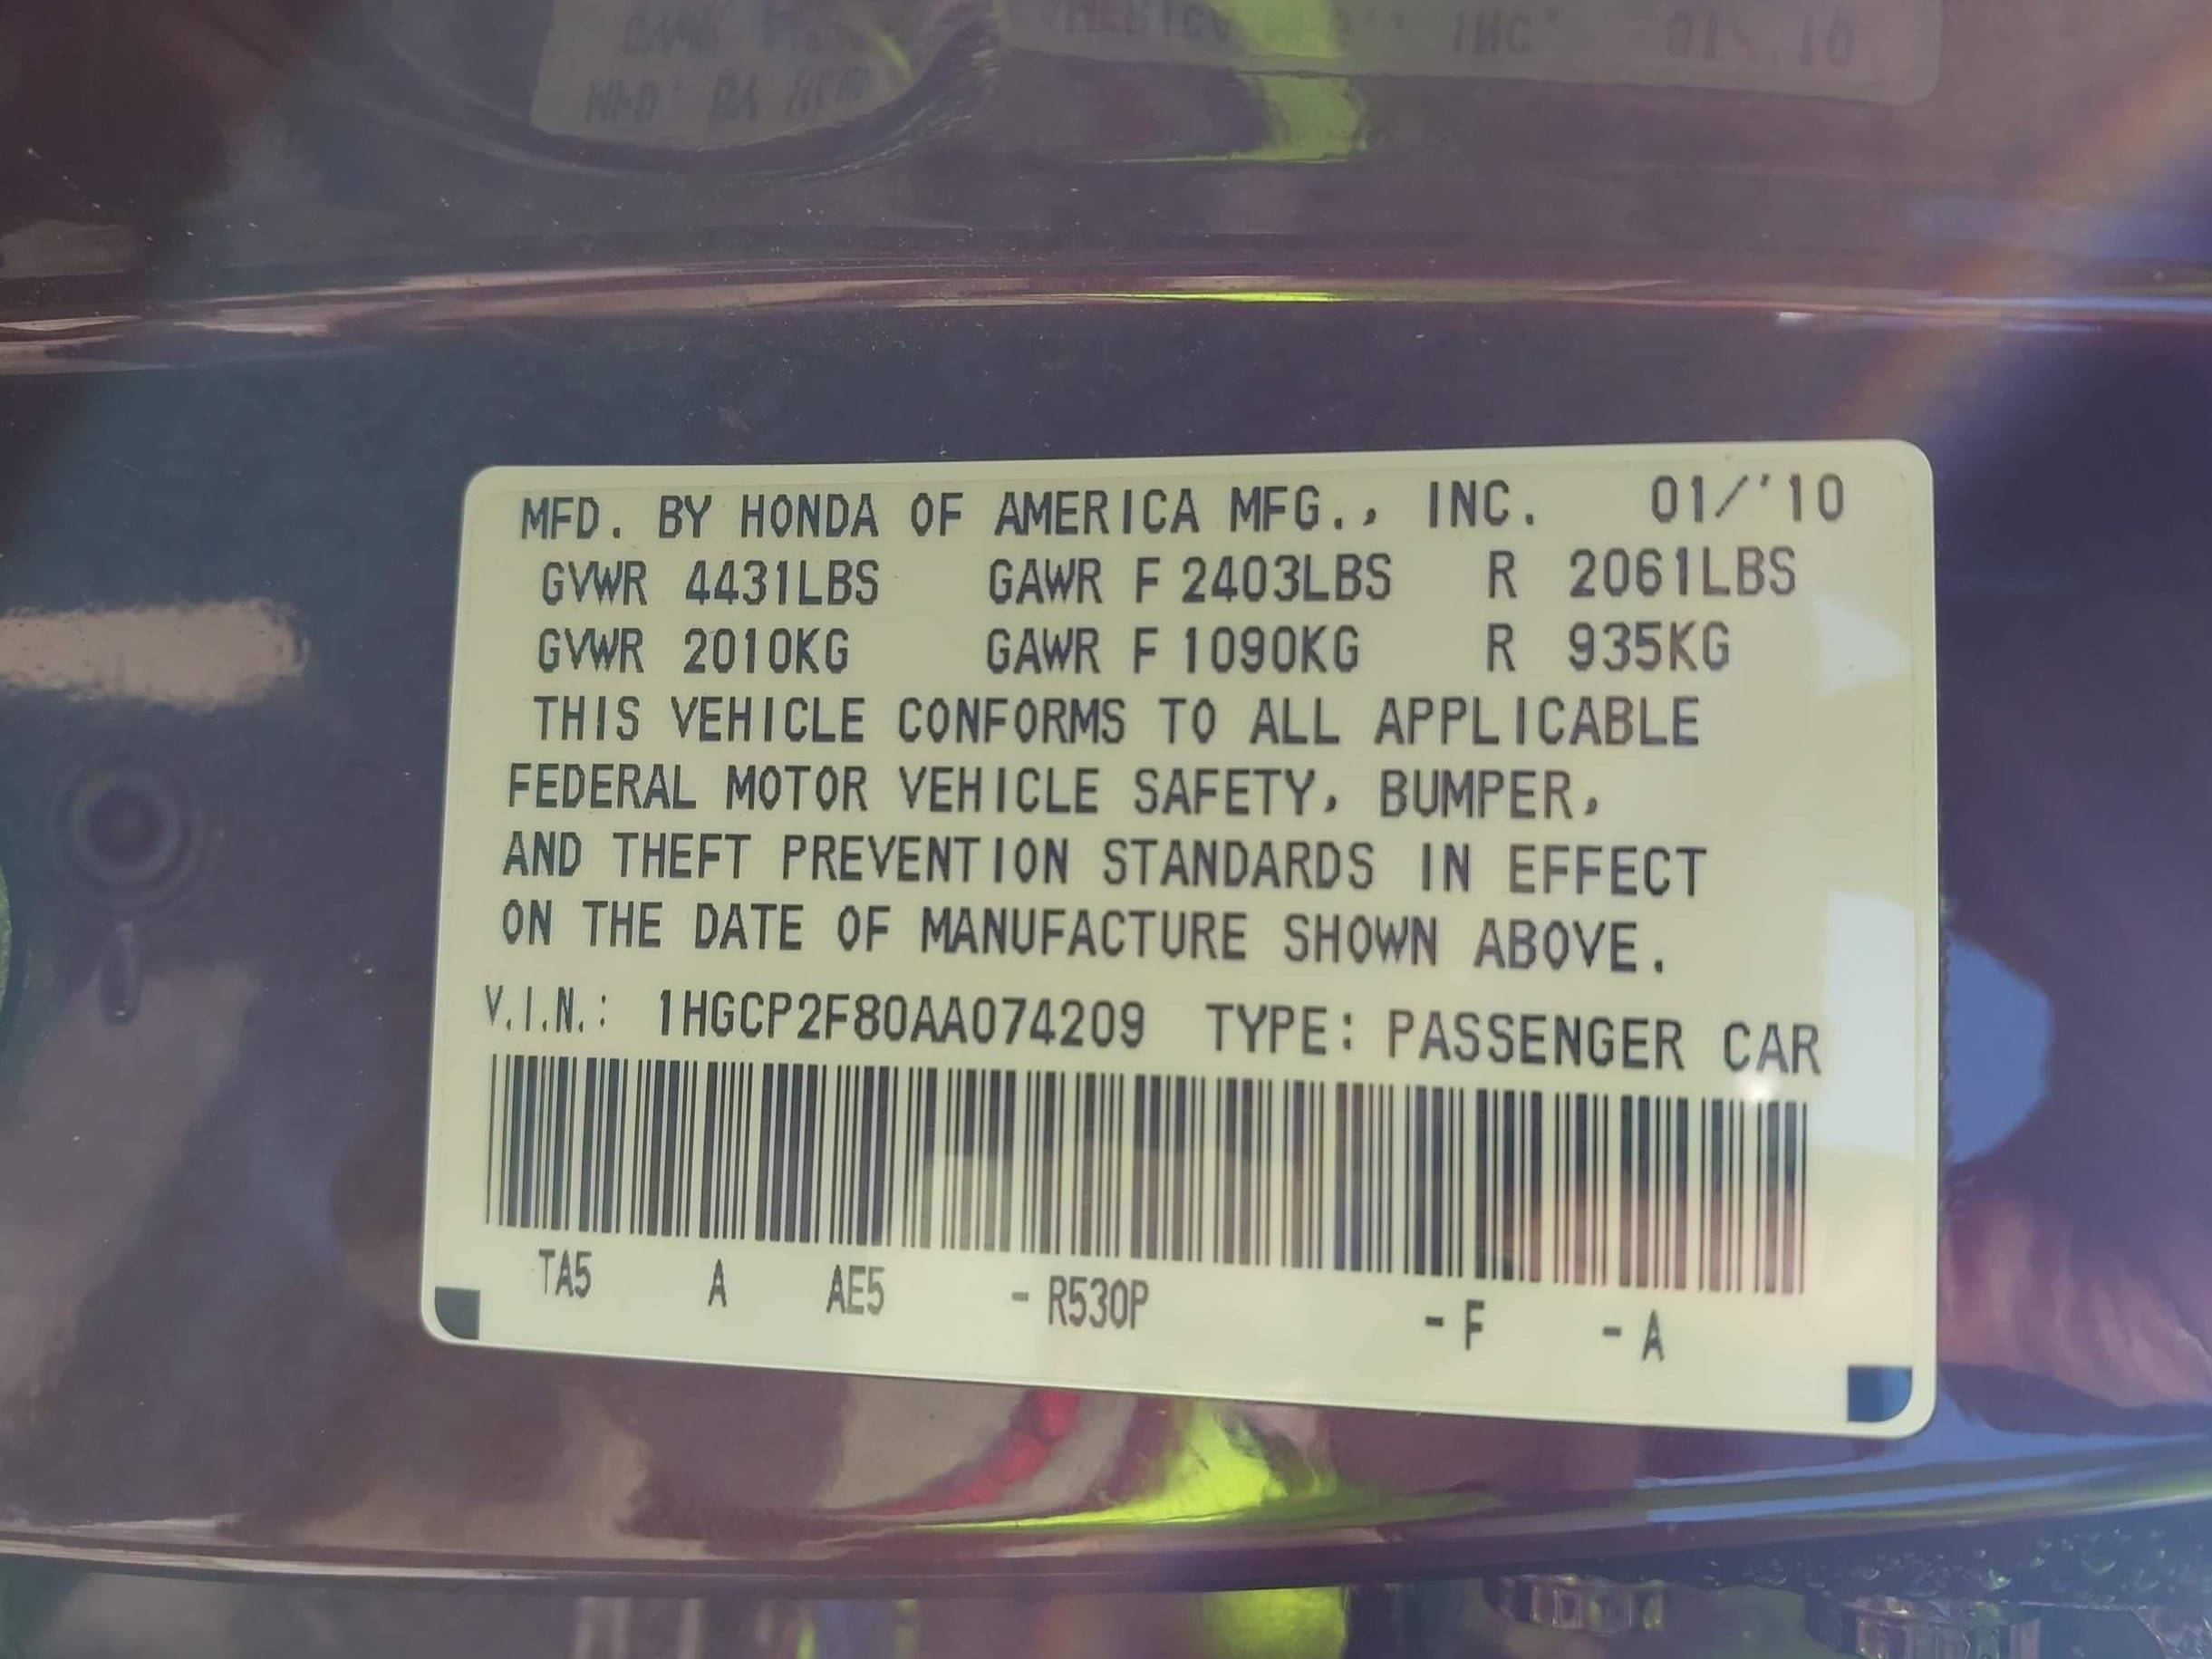 MFD. BY HONDA OF AMERICA MFG., INC. 01/'10
GVWR 4431LBS GAWR F 2403LBS R 2061LBS
GVWR 2010KG GAWR F 1090KG R 935KG
THIS VEHICLE CONFORMS TO ALL APPLICABLE
FEDERAL MOTOR VEHICLE SAFETY, BUMPER,
AND THEFT PREVENTION STANDARDS IN EFFECT
ON THE DATE OF MANUFACTURE SHOWN ABOVE.
V.I.N.: 1HGCP2F80AA074209 TYPE: PASSENGER CAR
TA5 A AE5 - R530P - F - A